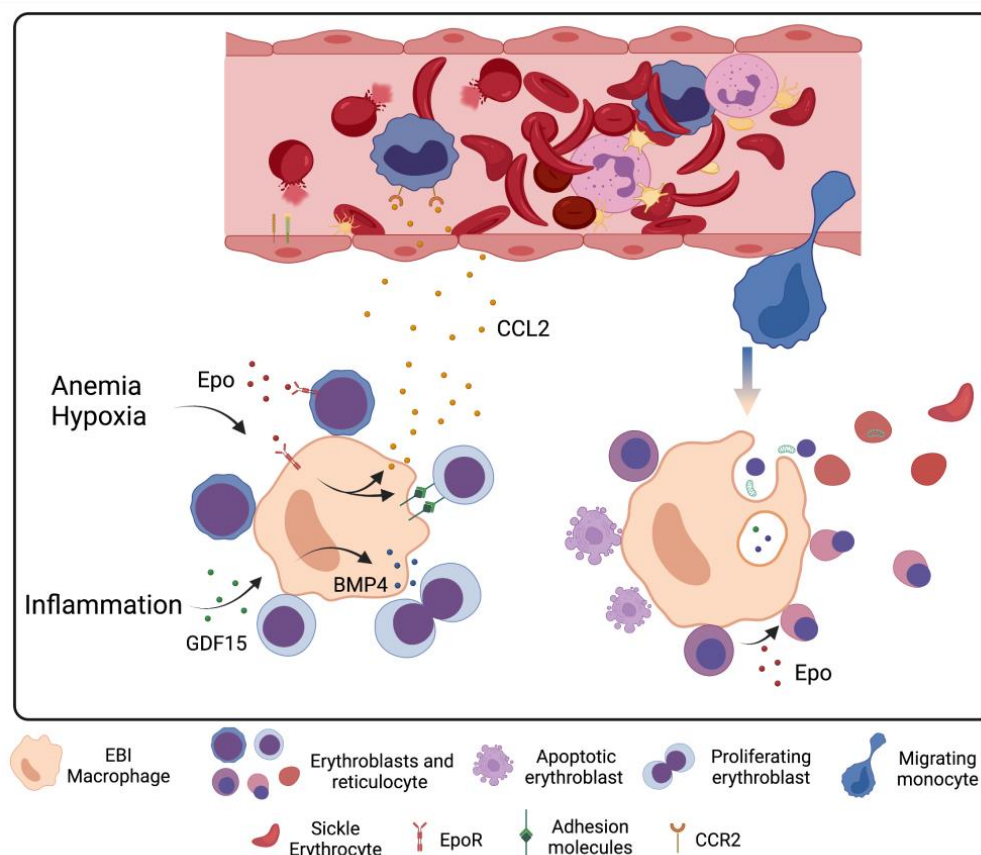 CCL2
Epo
Anemia
Hypoxia
BMP4
Inflammation
GDF15
Epo
EBI
Macrophage
Erythroblasts and
reticulocyte
Apoptotic
erythroblast
Proliferating
erythroblast
Migrating
monocyte
Sickle
Erythrocyte
EpoR
Adhesion
molecules
CCR2